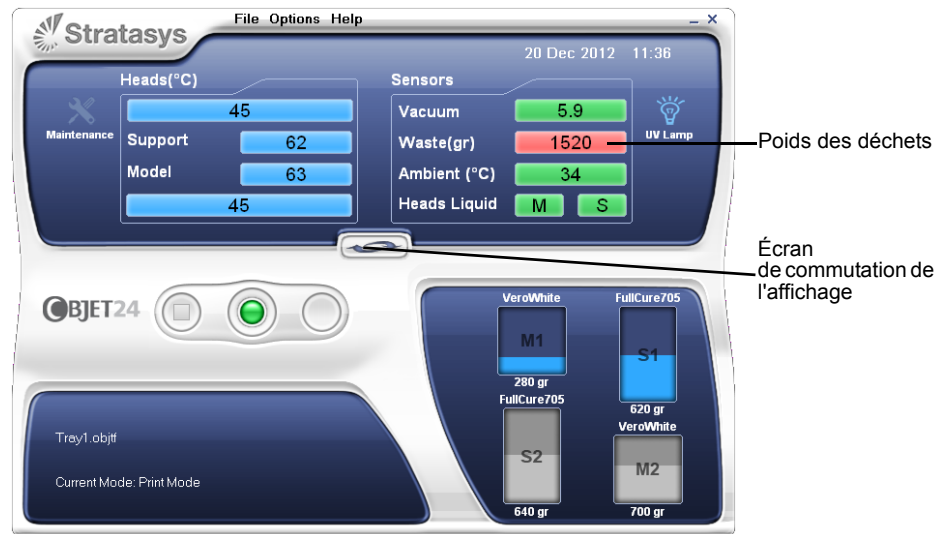 Stratasys
File Options Help
20 Dec 2012 11:36
Heads(°C)
Sensors
Maintenance
45
Support 62
Model 63
45
Vacuum 5.9
Waste(gr) 1520
Ambient (°C) 34
Heads Liquid M S
UV Lamp
Poids des déchets
Écran
de commutation de
l'affichage
OBJET24
VeroWhite
M1
280 gr
FullCure705
S1
620 gr
FullCure705
S2
640 gr
VeroWhite
M2
700 gr
Tray1.objtf
Current Mode: Print Mode